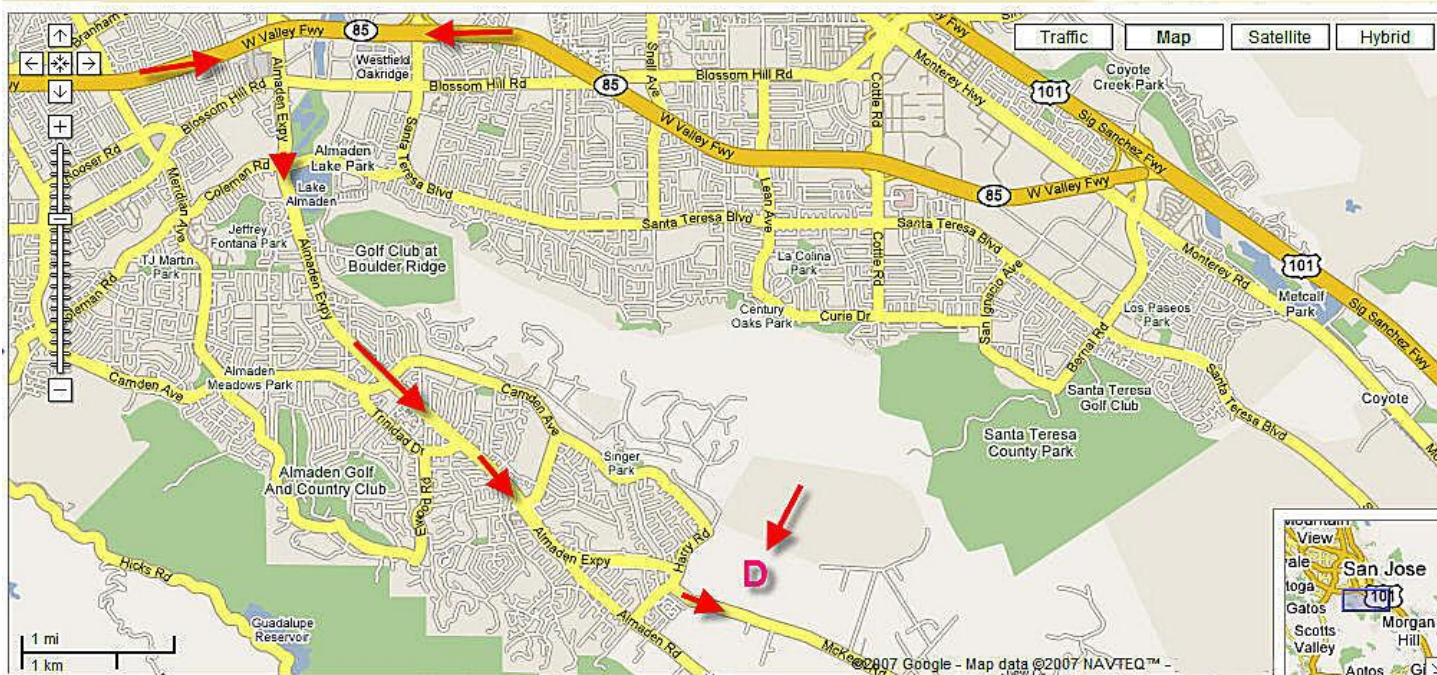 Branham
W Valley Fwy
85
Westfield
Oakridge
Snell Ave
Traffic
Map
Satellite
Hybrid
Blossom Hill Rd
Blossom Hill Rd
Blossom Hill Rd
Almaden Expy
Cottle Rd
Monterey Hwy
Coyote
Creek Park
101
Sig Sanchez Fwy
85
W Valley Fwy
Santa Teresa Blvd
Almaden
Lake Park
Lake
Almaden
Coleman Rd
Meridian Ave
85
W Valley Fwy
Lean Ave
Santa Teresa Blvd
Santa Teresa Blvd
Jeffrey
Fontana Park
TJ Martin
Park
Golf Club at
Boulder Ridge
Almaden Expy
La Colina
Park
Cottle Rd
San Ignacio Ave
Monterey Rd
101
Metcalf
Park
Sig Sanchez Fwy
Century
Oaks Park
Curie Dr
Los Paseos
Park
Bernal Rd
Almaden
Meadows Park
Camden Ave
Camden Ave
Trinidad Dr
Santa Teresa
Golf Club
Santa Teresa Blvd
Coyote
Santa Teresa
County Park
Singer
Park
Almaden Golf
And Country Club
Almaden Expy
Harry Rd
D
Hicks Rd
Guadalupe
Reservoir
Almaden Rd
1 mi
1 km
©2007 Google - Map data ©2007 NAVTEQ™ -
Mountain
View
San Jose
101
Gatos
Morgan
Hill
Scotts
Valley
Aptos